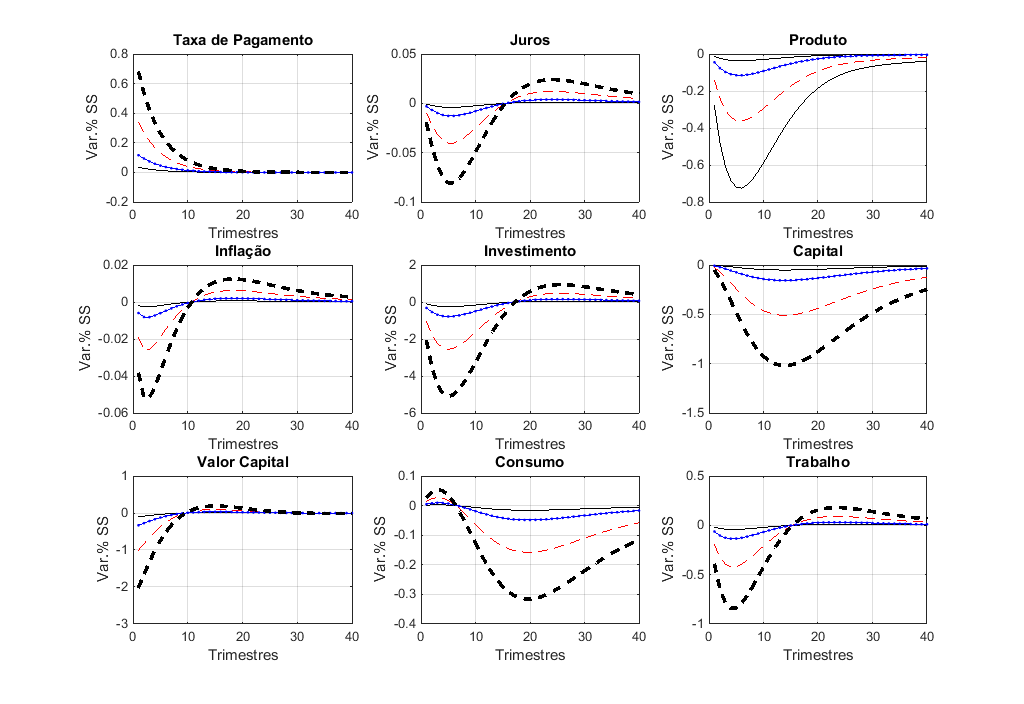 Taxa de Pagamento
0.8
0.6
0.4
0.2
0
-0.2
Var.% SS
0 10 20 30 40
Trimestres
Juros
0.05
0
-0.05
-0.1
Var.% SS
0 10 20 30 40
Trimestres
Produto
0
-0.2
-0.4
-0.6
-0.8
Var.% SS
0 10 20 30 40
Trimestres
Inflação
0.02
0
-0.02
-0.04
-0.06
Var.% SS
0 10 20 30 40
Trimestres
Investimento
2
0
-2
-4
-6
Var.% SS
0 10 20 30 40
Trimestres
Capital
0
-0.5
-1
-1.5
Var.% SS
0 10 20 30 40
Trimestres
Valor Capital
1
0
-1
-2
-3
Var.% SS
0 10 20 30 40
Trimestres
Consumo
0.1
0
-0.1
-0.2
-0.3
-0.4
Var.% SS
0 10 20 30 40
Trimestres
Trabalho
0.5
0
-0.5
-1
Var.% SS
0 10 20 30 40
Trimestres